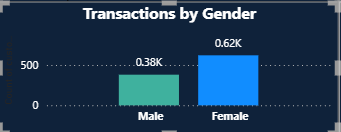 Transactions by Gender
0.62K
0.38K
500
0
Male Female